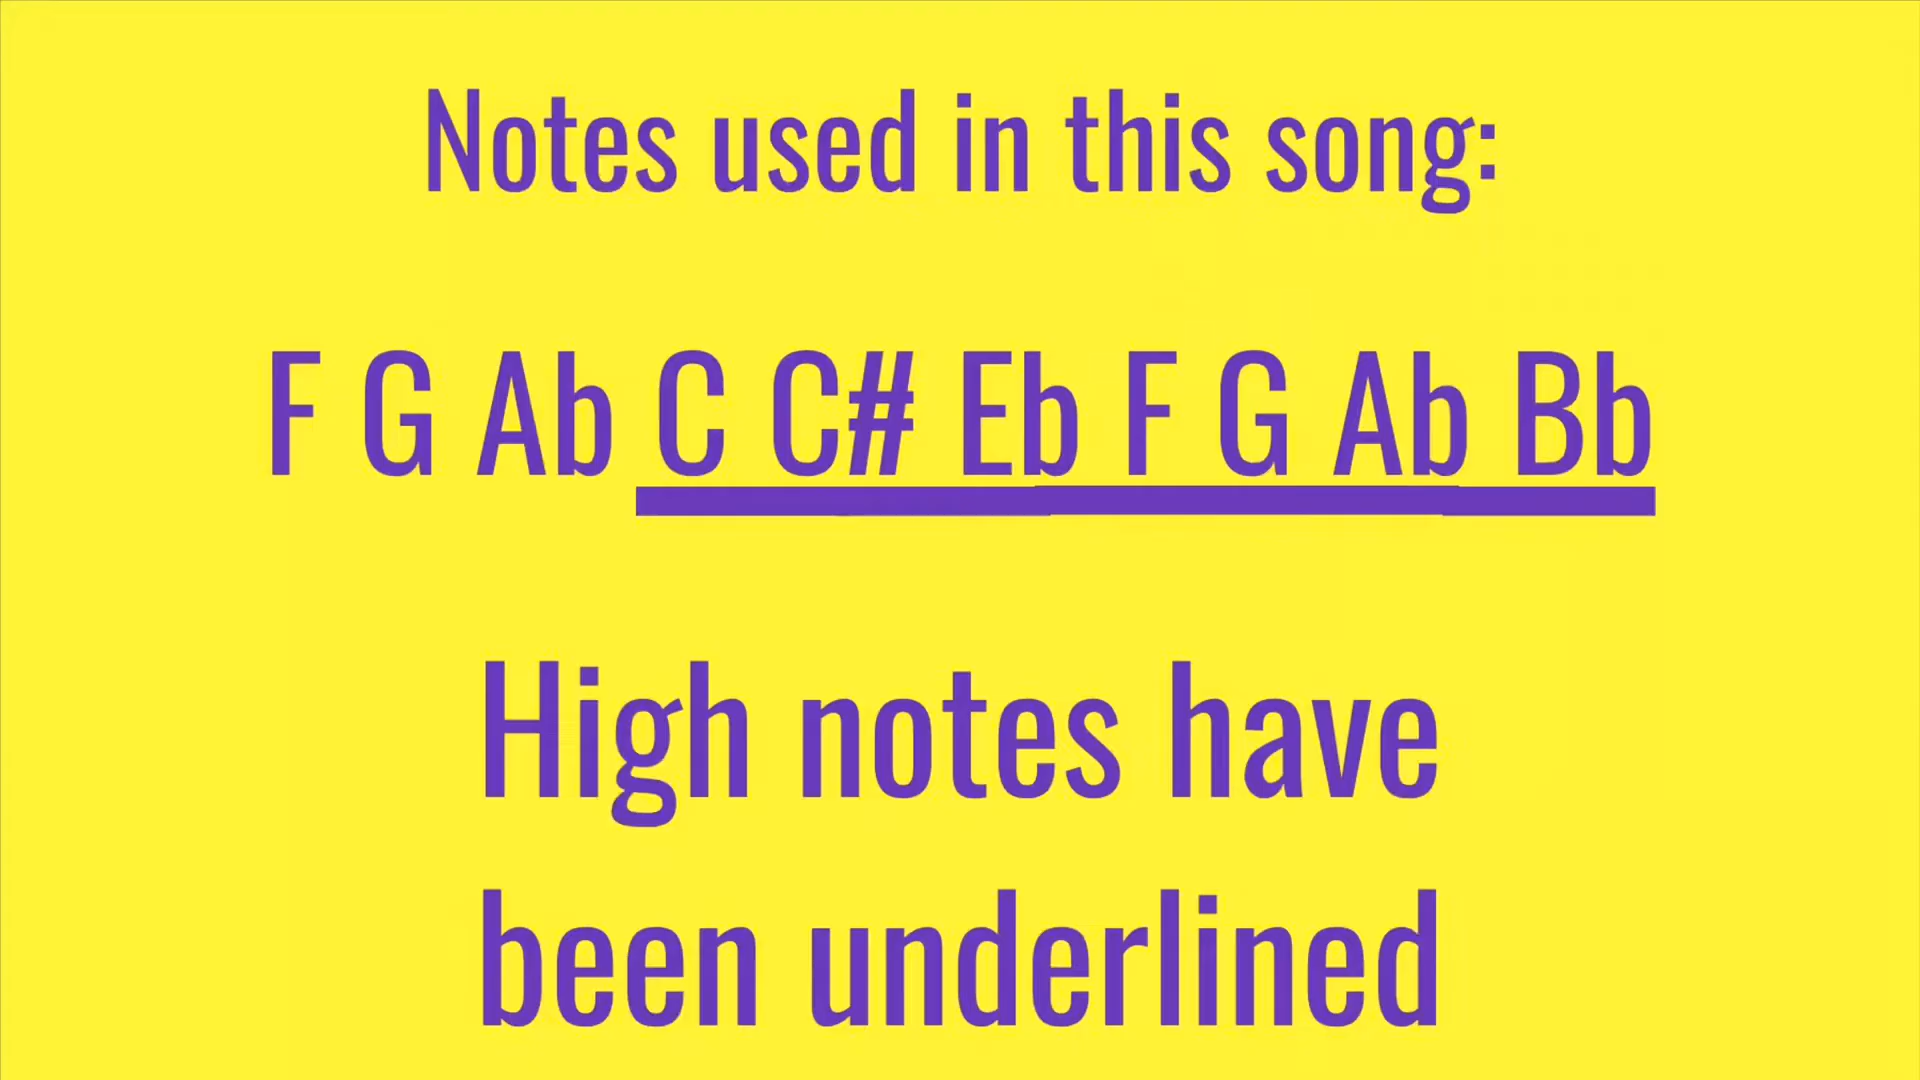 Notes used in this song:
F G Ab C C# Eb F G Ab Bb
High notes have
been underlined